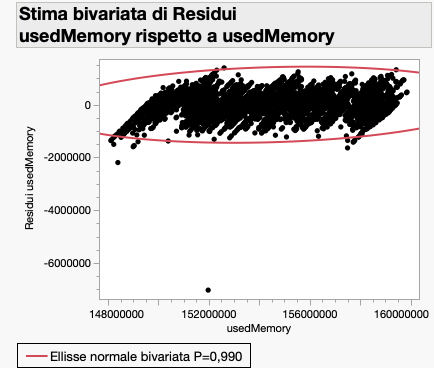 Stima bivariata di Residui
usedMemory rispetto a usedMemory
Residui usedMemory
0
-2000000
-4000000
-6000000
148000000 152000000 156000000 160000000
usedMemory
Ellisse normale bivariata P=0,990